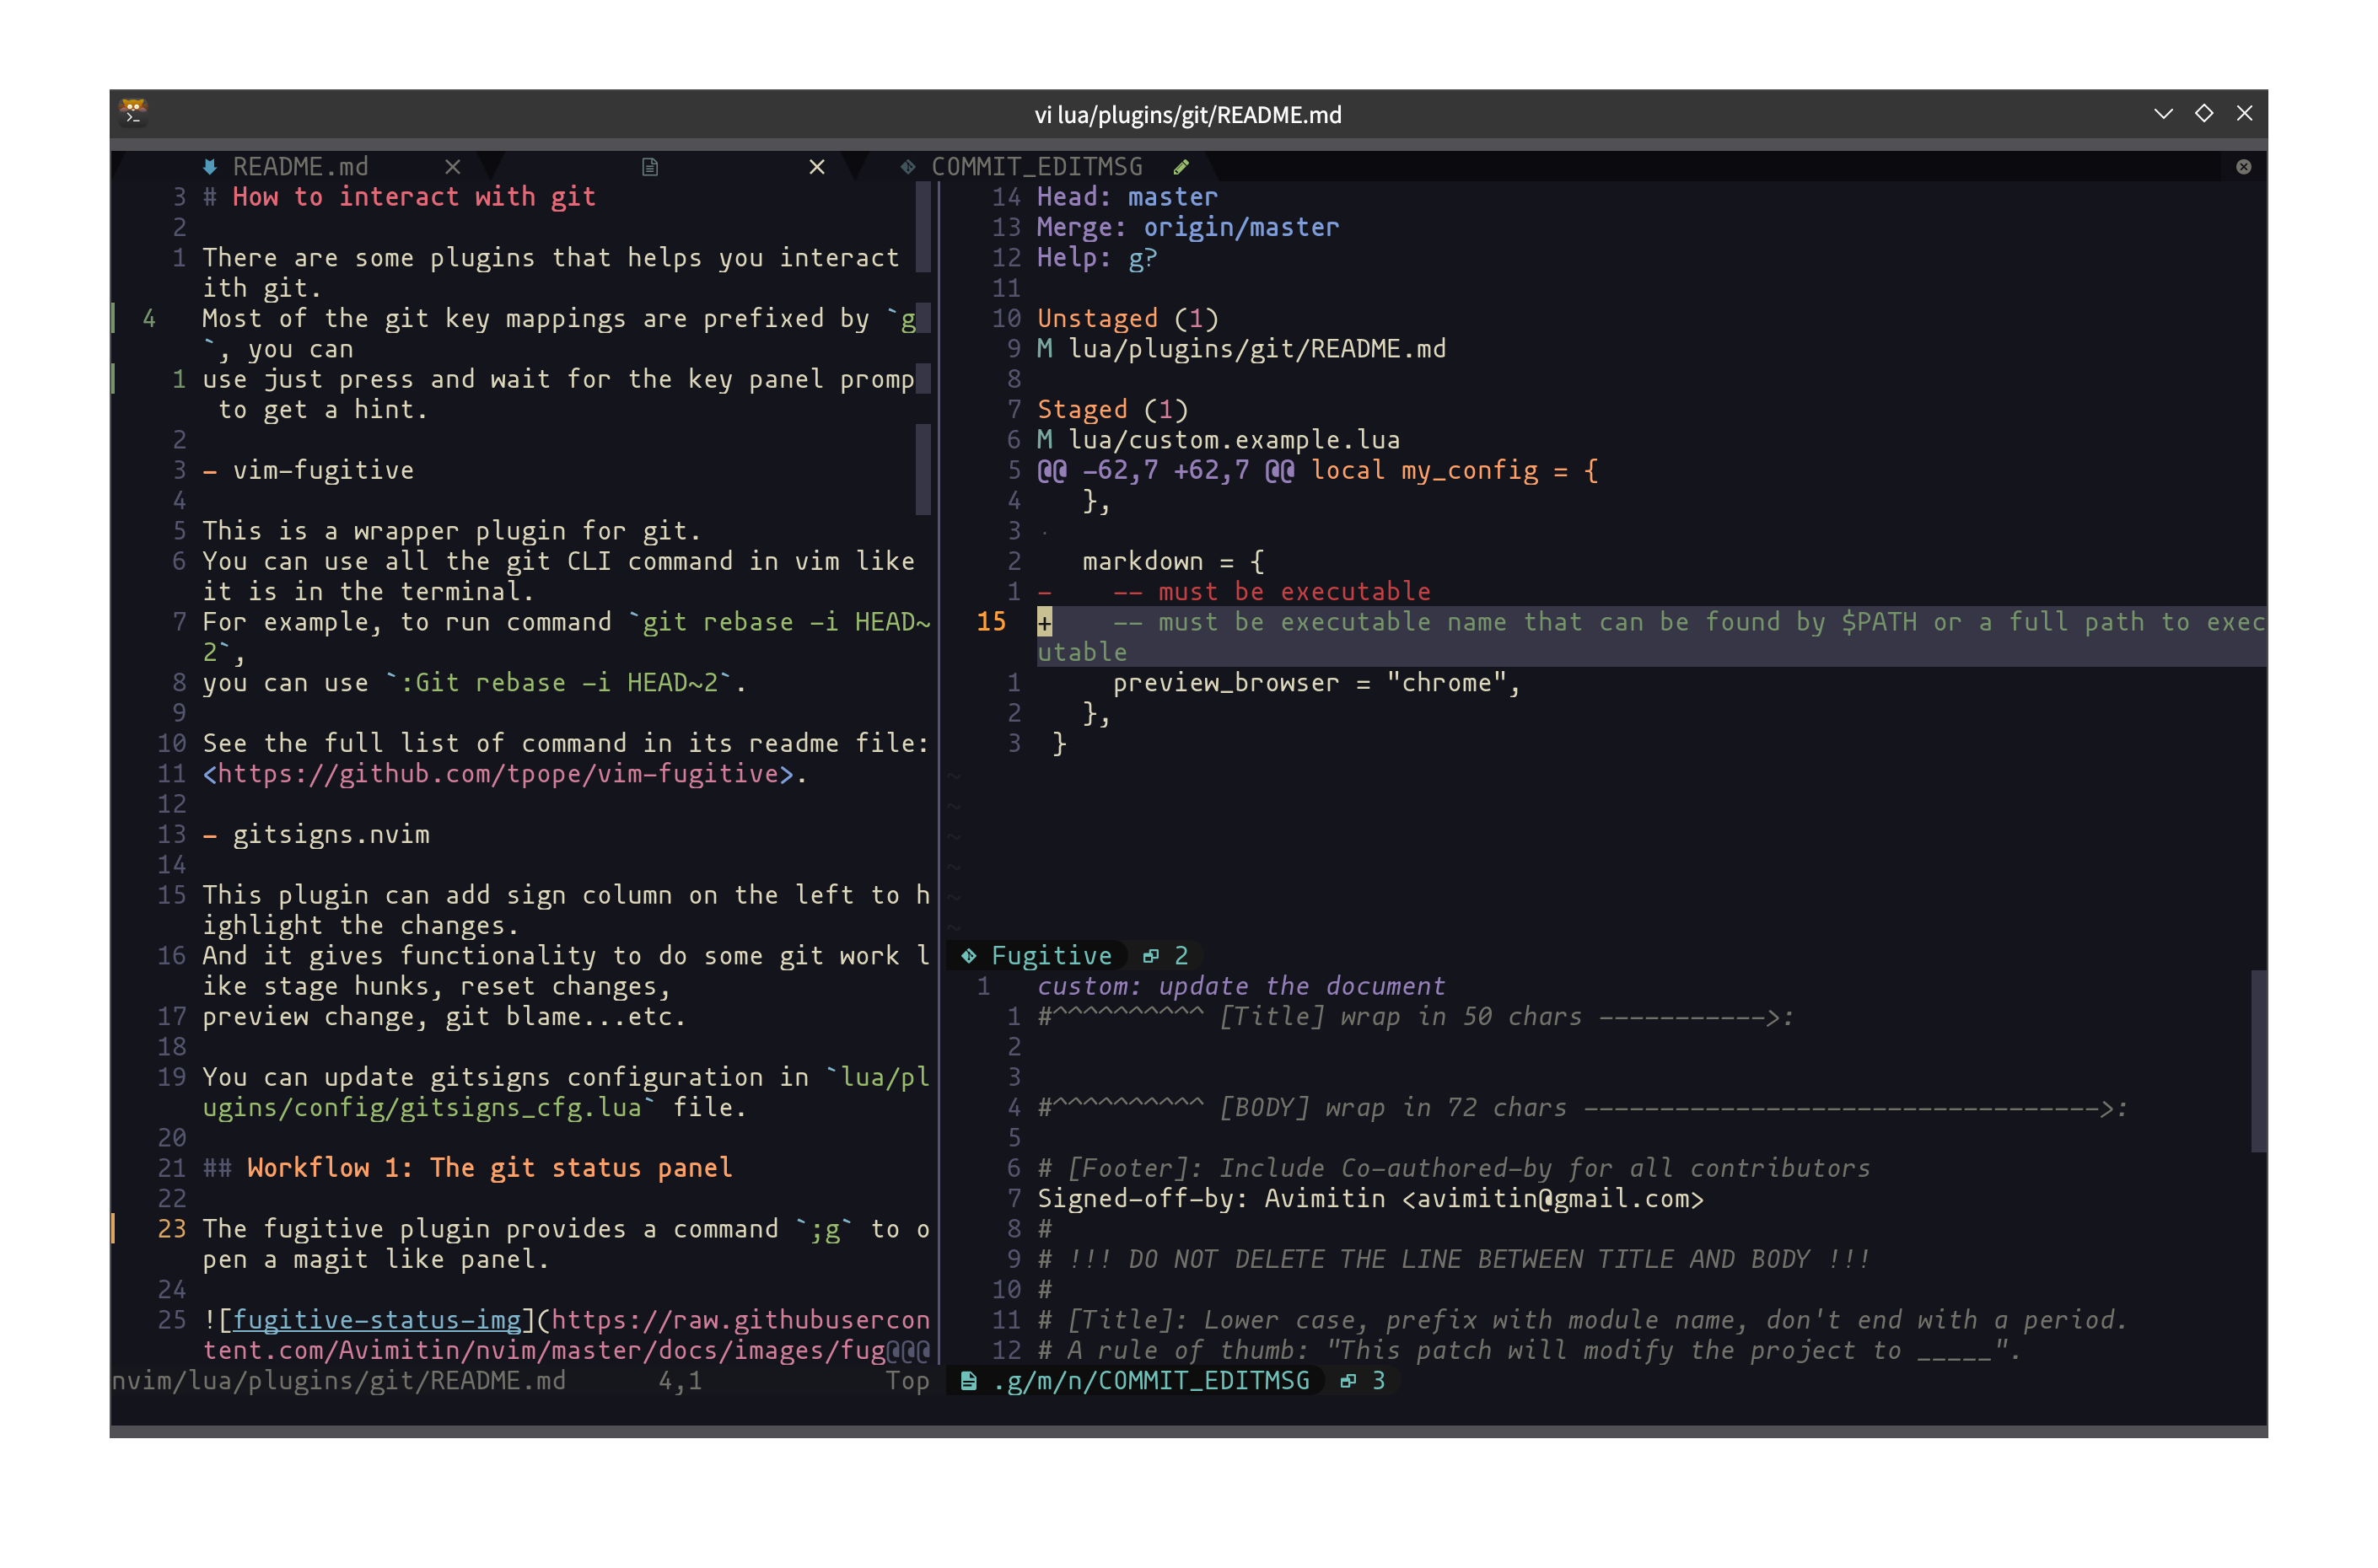 vi lua/plugins/git/README.md
README.md
COMMIT_EDITMSG
3 # How to interact with git
2
1 There are some plugins that helps you interact
ith git.
4 Most of the git key mappings are prefixed by `g
`, you can
1 use just press and wait for the key panel promp
to get a hint.
2
3 - vim-fugitive
4
5 This is a wrapper plugin for git.
6 You can use all the git CLI command in vim like
it is in the terminal.
7 For example, to run command `git rebase -i HEAD~
2`,
8 you can use `:Git rebase -i HEAD~2`.
9
10 See the full list of command in its readme file:
11 <https://github.com/tpope/vim-fugitive>.
12
13 - gitsigns.nvim
14
15 This plugin can add sign column on the left to h
ighlight the changes.
16 And it gives functionality to do some git work l
ike stage hunks, reset changes,
17 preview change, git blame...etc.
18
19 You can update gitsigns configuration in `lua/pl
ugins/config/gitsigns_cfg.lua` file.
20
21 ## Workflow 1: The git status panel
22
23 The fugitive plugin provides a command `;g` to o
pen a magit like panel.
24
25 ![fugitive-status-img](https://raw.githubusercon
tent.com/Avimitin/nvim/master/docs/images/fug@@@
nvim/lua/plugins/git/README.md 4,1 Top
14 Head: master
13 Merge: origin/master
12 Help: g?
11
10 Unstaged (1)
9 M lua/plugins/git/README.md
8
7 Staged (1)
6 M lua/custom.example.lua
5 @@ -62,7 +62,7 @@ local my_config = {
4 },
3 .
2 markdown = {
1 - -- must be executable
15 + -- must be executable name that can be found by $PATH or a full path to exec
utable
1 preview_browser = "chrome",
2 },
3 }
~
~
~
~
~
~
Fugitive 2
1 custom: update the document
1 #^^^^^^^^^^ [Title] wrap in 50 chars ----------->:
2
3
4 #^^^^^^^^^^ [BODY] wrap in 72 chars ---------------------------------->:
5
6 # [Footer]: Include Co-authored-by for all contributors
7 Signed-off-by: Avimitin <avimitin@gmail.com>
8 #
9 # !!! DO NOT DELETE THE LINE BETWEEN TITLE AND BODY !!!
10 #
11 # [Title]: Lower case, prefix with module name, don't end with a period.
12 # A rule of thumb: "This patch will modify the project to _____".
.g/m/n/COMMIT_EDITMSG 3